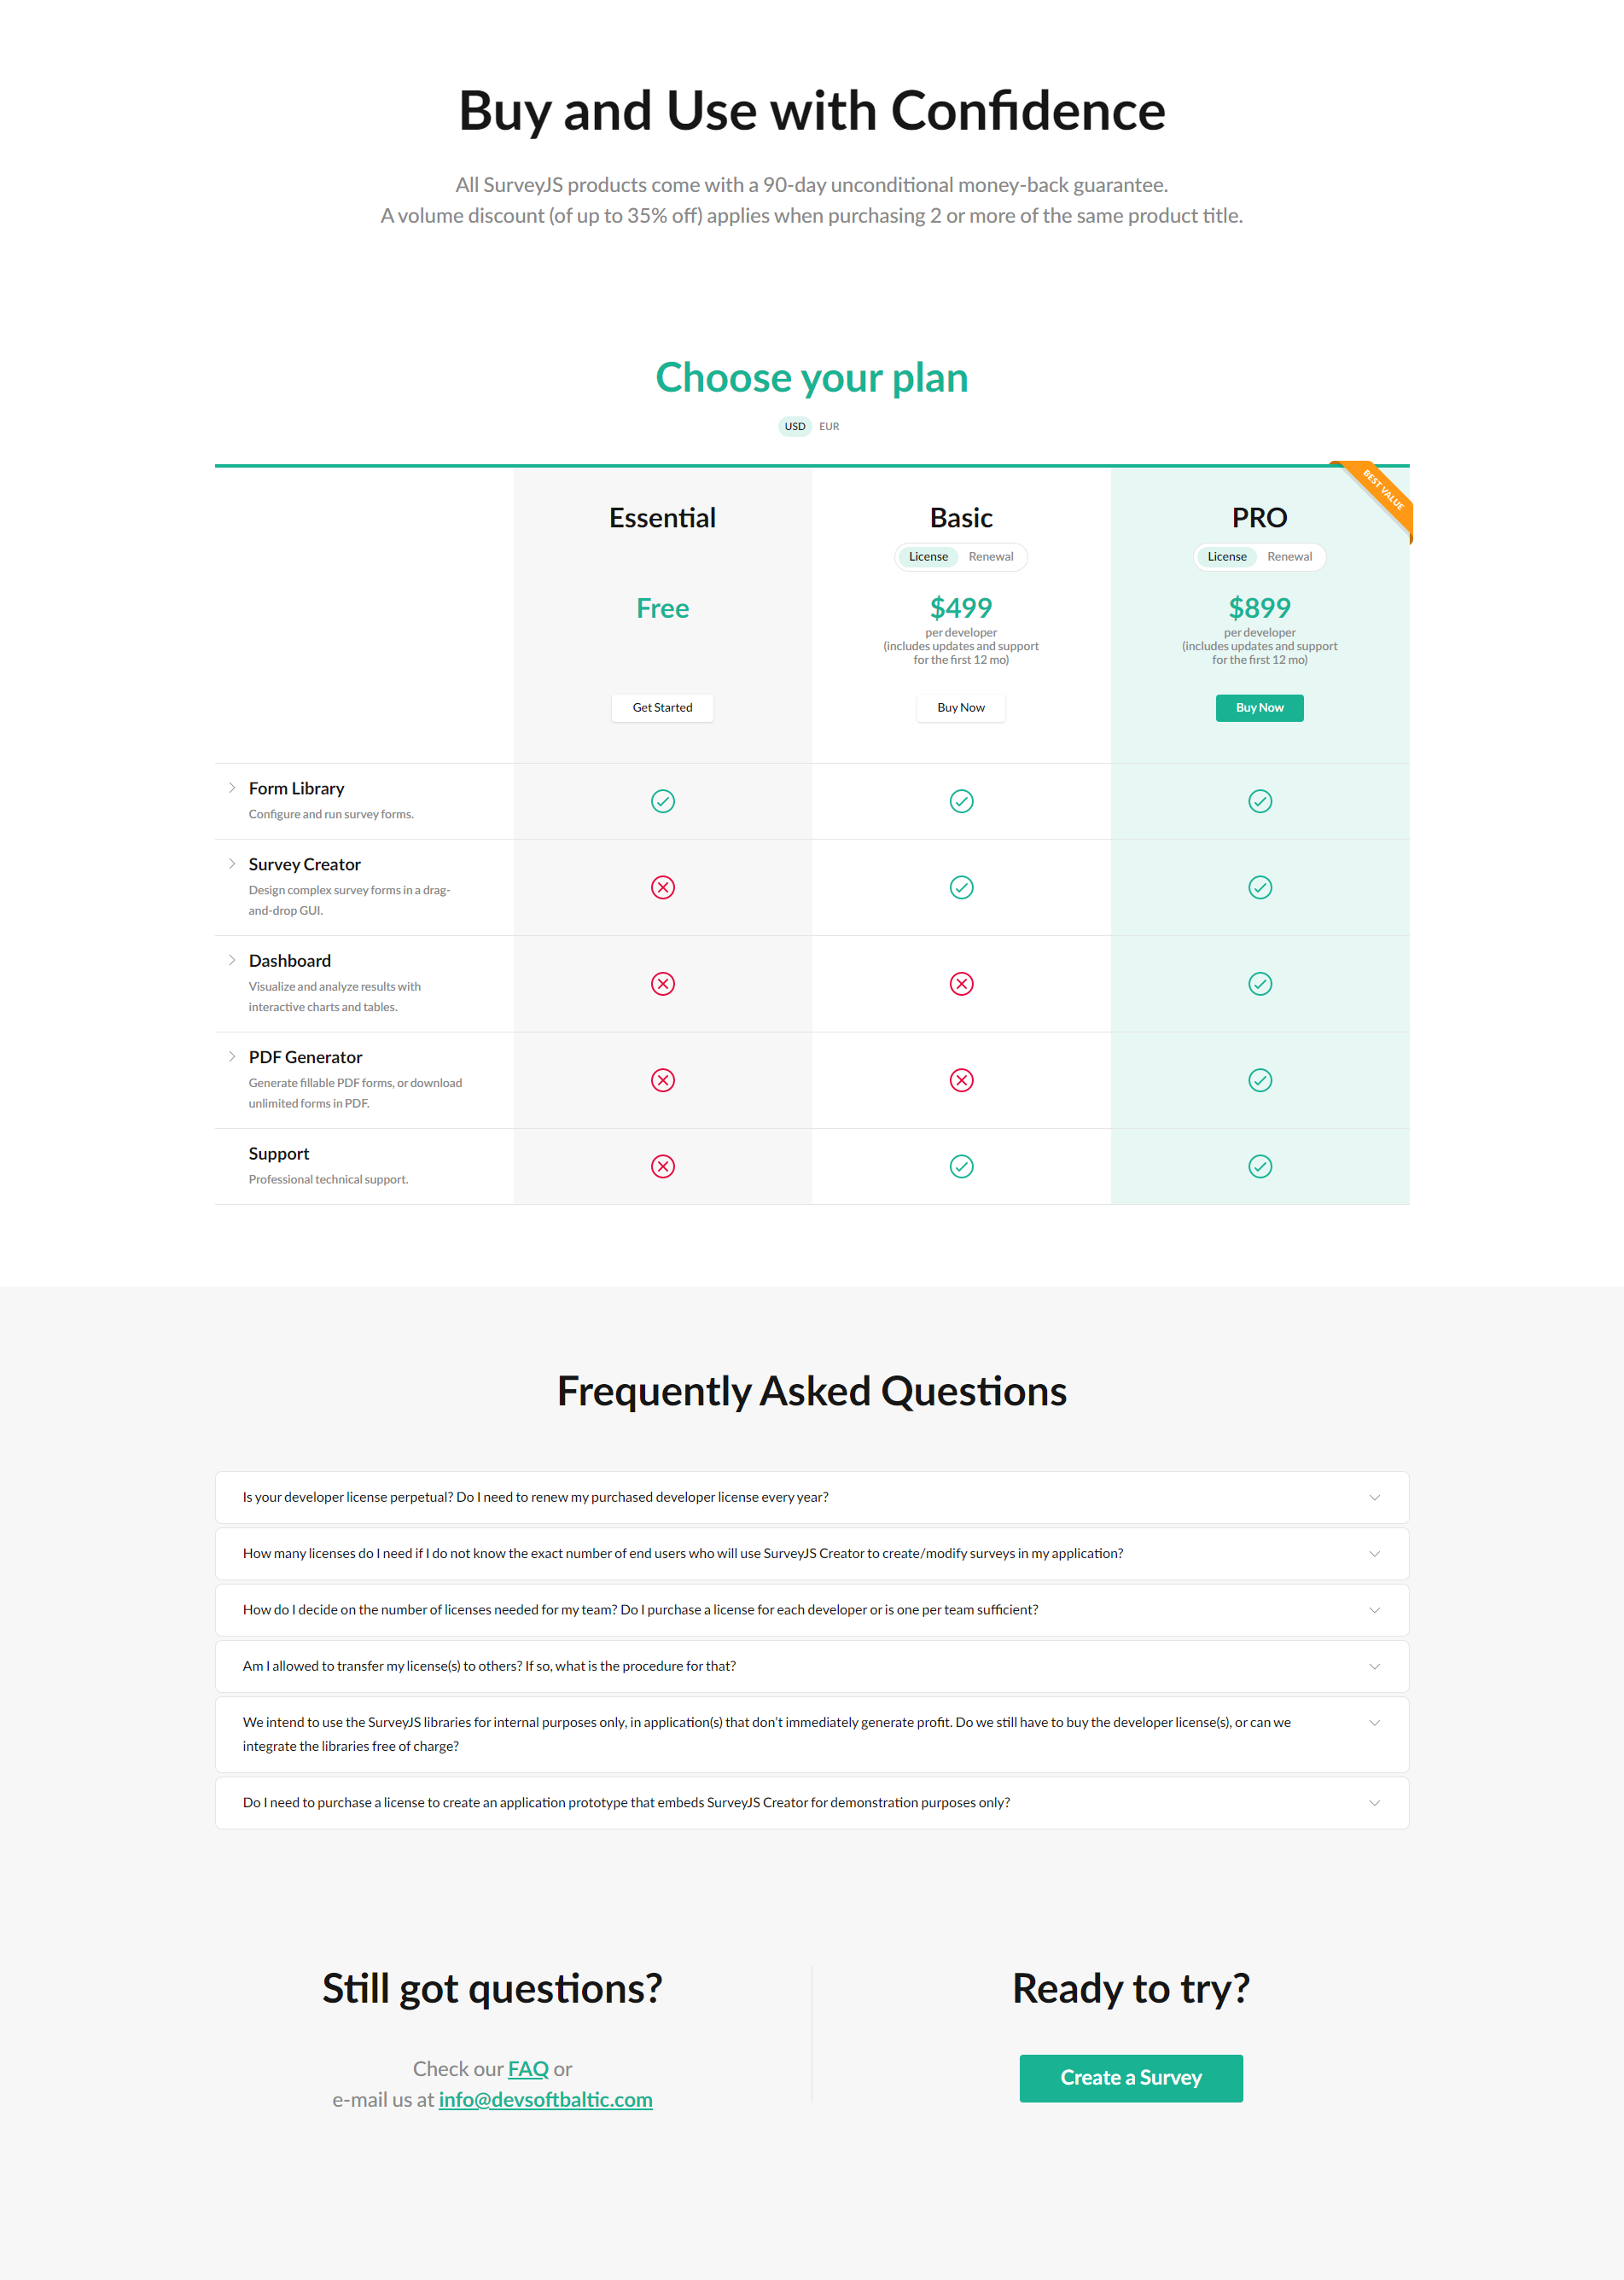 Buy and Use with Confidence
All SurveyJS products come with a 90-day unconditional money-back guarantee.
A volume discount (of up to 35% off) applies when purchasing 2 or more of the same product title.
Choose your plan
USD EUR
BEST VALUE
Essential
Free
Get Started
Basic
License Renewal
$499
per developer
(includes updates and support
for the first 12 mo)
Buy Now
PRO
License Renewal
$899
per developer
(includes updates and support
for the first 12 mo)
Buy Now
Form Library
Configure and run survey forms.
Survey Creator
Design complex survey forms in a drag-
and-drop GUI.
Dashboard
Visualize and analyze results with
interactive charts and tables.
PDF Generator
Generate fillable PDF forms, or download
unlimited forms in PDF.
Support
Professional technical support.
Frequently Asked Questions
Is your developer license perpetual? Do I need to renew my purchased developer license every year?
How many licenses do I need if I do not know the exact number of end users who will use SurveyJS Creator to create/modify surveys in my application?
How do I decide on the number of licenses needed for my team? Do I purchase a license for each developer or is one per team sufficient?
Am I allowed to transfer my license(s) to others? If so, what is the procedure for that?
We intend to use the SurveyJS libraries for internal purposes only, in application(s) that don’t immediately generate profit. Do we still have to buy the developer license(s), or can we
integrate the libraries free of charge?
Do I need to purchase a license to create an application prototype that embeds SurveyJS Creator for demonstration purposes only?
Still got questions?
Check our FAQ or
e-mail us at info@devsoftbaltic.com
Ready to try?
Create a Survey